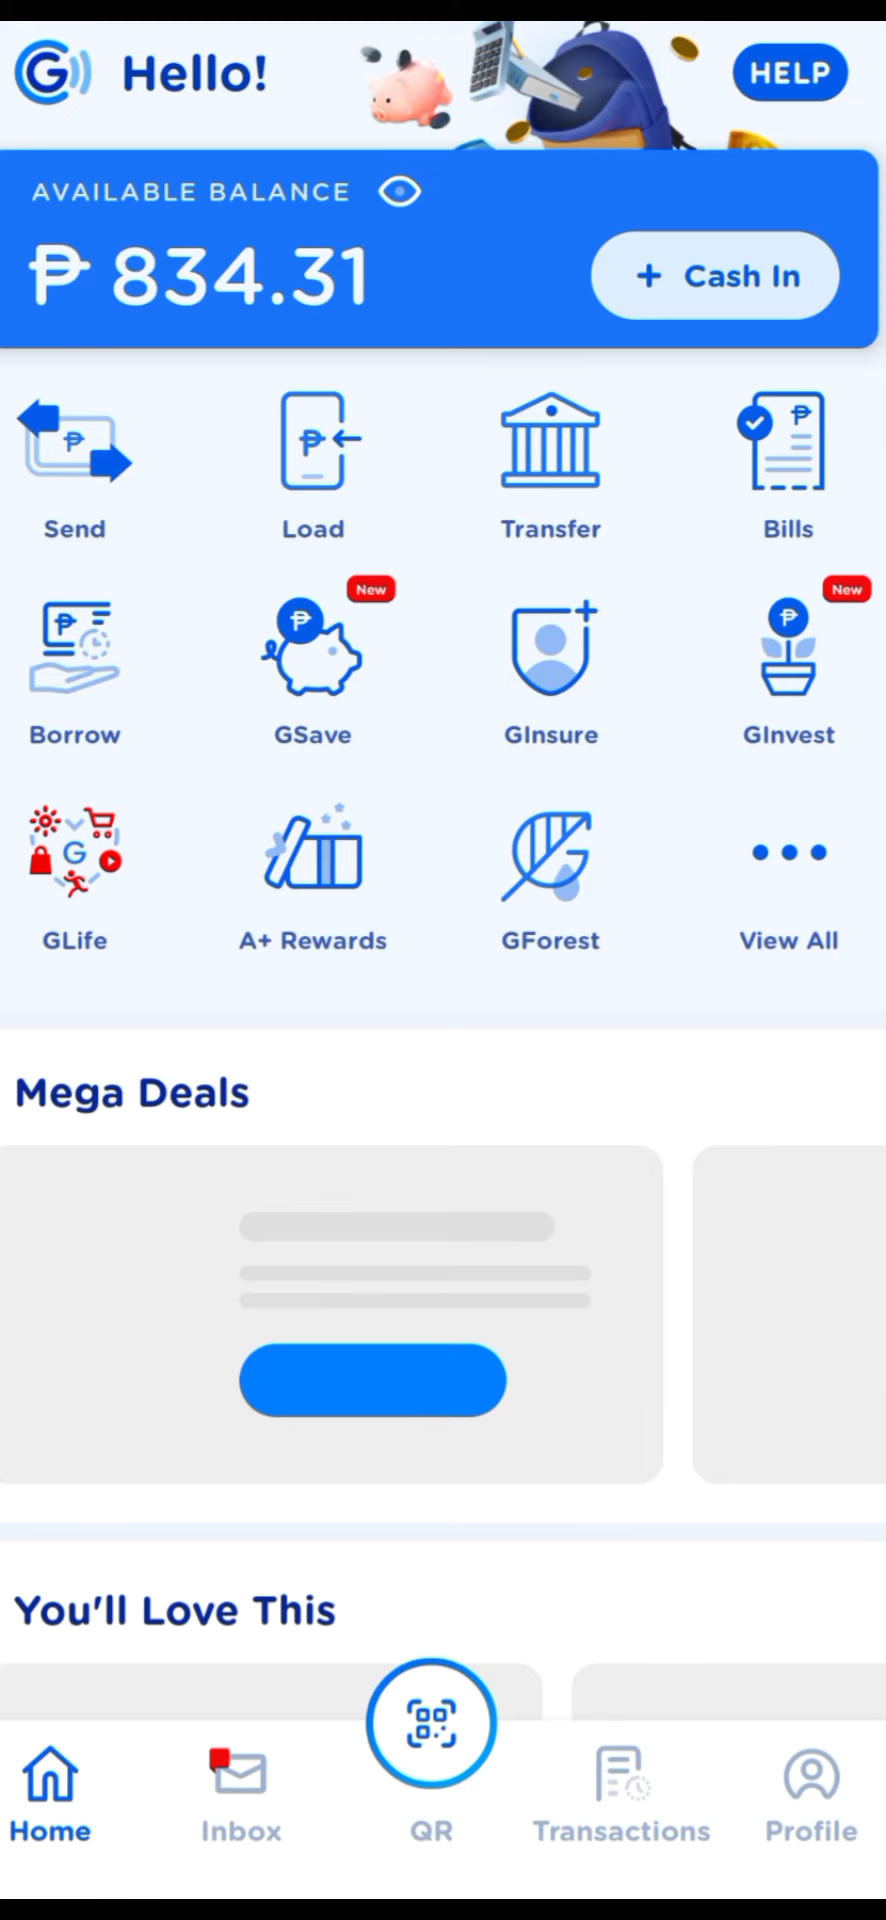 Hello!
HELP
AVAILABLE BALANCE
₱ 834.31
+ Cash In
Send
Load
Transfer
Bills
New
New
Borrow
GSave
GInsure
GInvest
GLife
A+ Rewards
GForest
View All
Mega Deals
You'll Love This
Home
Inbox
QR
Transactions
Profile